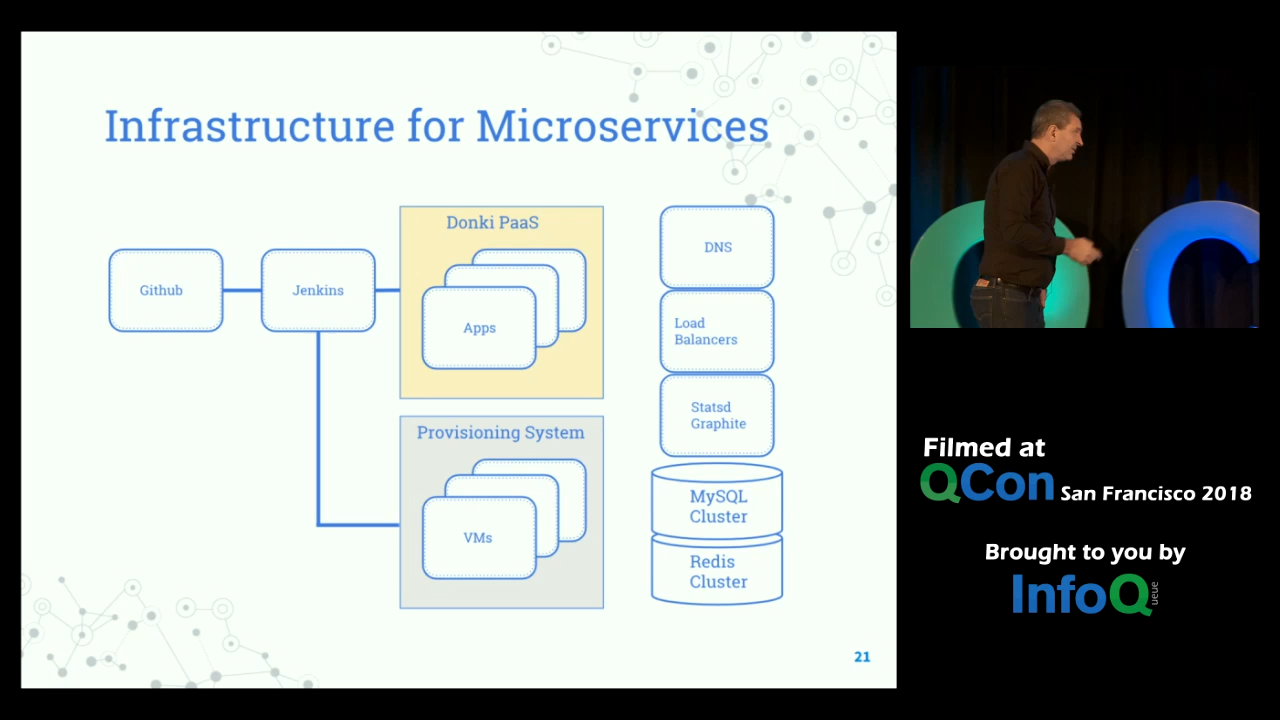 Infrastructure for Microservices
Github
Jenkins
Donki PaaS
Apps
Provisioning System
VMs
DNS
Load
Balancers
Statsd
Graphite
MySQL
Cluster
Redis
Cluster
21
Filmed at
QCon San Francisco 2018
Brought to you by
InfoQ
ueue